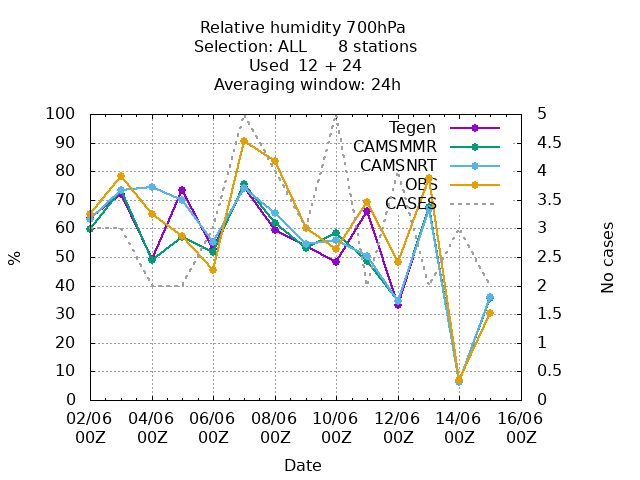 Relative humidity 700hPa
Selection: ALL      8 stations
Used  12 + 24
Averaging window: 24h
100
90
80
70
60
50
40
30
20
10
0
%
Tegen
CAMSMMR
CAMSNRT
OBS
CASES
5
4.5
4
3.5
3
2.5
2
1.5
1
0.5
0
No cases
02/06 04/06 06/06 08/06 10/06 12/06 14/06 16/06
00Z 00Z 00Z 00Z 00Z 00Z 00Z 00Z
Date